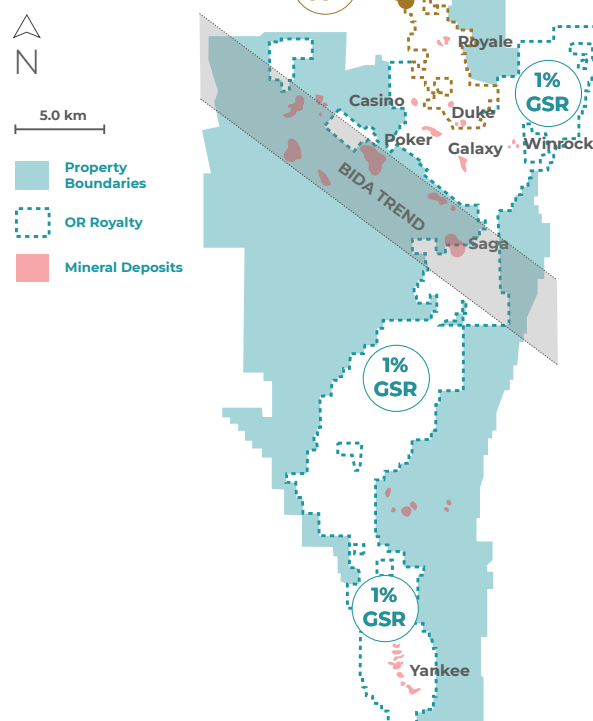 N
5.0 km
Property
Boundaries
OR Royalty
Mineral Deposits
Royale
1%
GSR
Casino
Duke
Poker
Galaxy
Winrock
BIDA TREND
Saga
1%
GSR
1%
GSR
Yankee